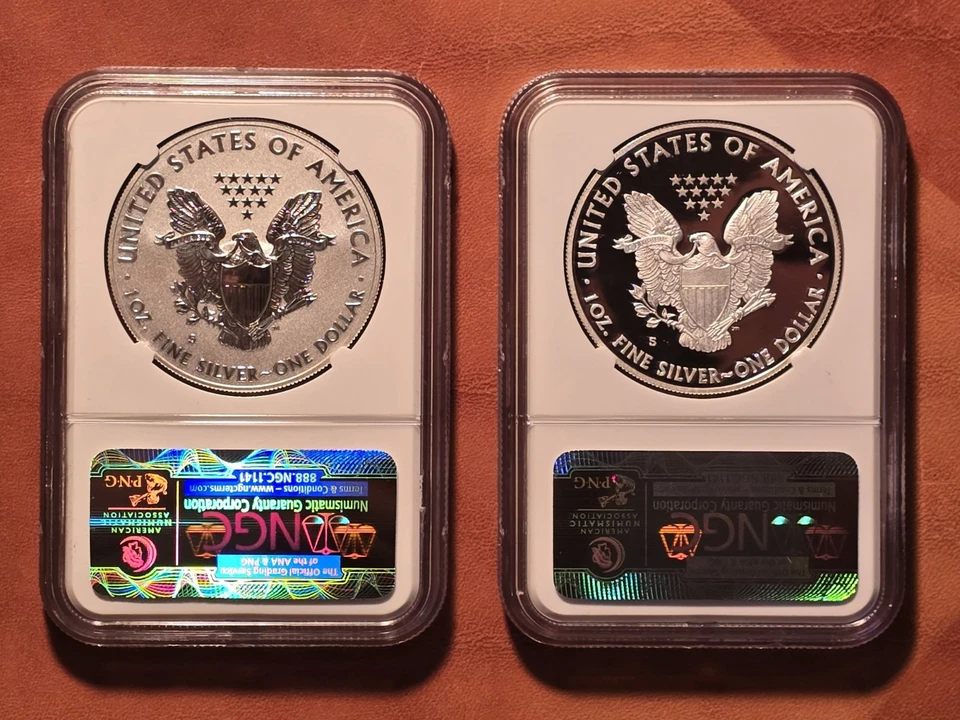 UNITED STATES OF AMERICA
S
1 OZ. FINE SILVER~ONE DOLLAR
The Official Grading Service
of the ANA & PNG
NGC
AMERICAN
NUMISMATIC
ASSOCIATION
Numismatic Guaranty Corporation
Terms & Conditions – www.ngcterms.com
888.NGC.1141
PNG
UNITED STATES OF AMERICA
S
1 OZ. FINE SILVER~ONE DOLLAR
NGC
AMERICAN
NUMISMATIC
ASSOCIATION
Numismatic
Guaranty Corporation
Terms &
PNG